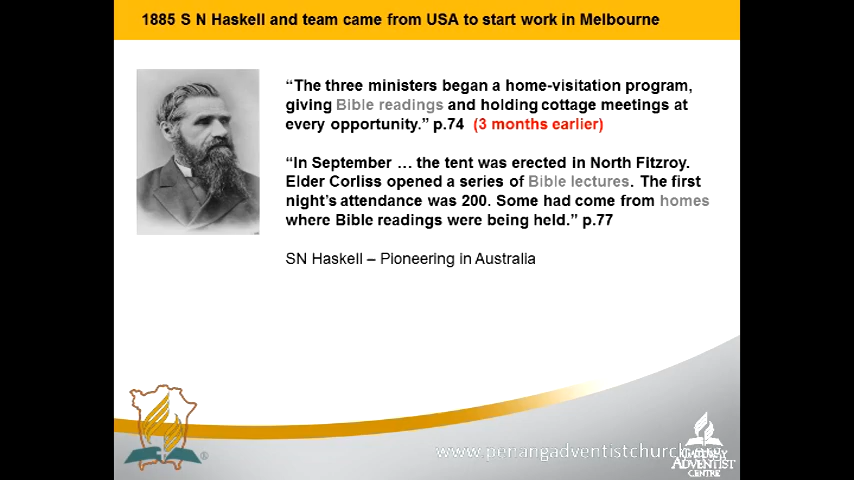 1885 S N Haskell and team came from USA to start work in Melbourne
“The three ministers began a home-visitation program,
giving Bible readings and holding cottage meetings at
every opportunity.” p.74 (3 months earlier)
“In September … the tent was erected in North Fitzroy.
Elder Corliss opened a series of Bible lectures. The first
night’s attendance was 200. Some had come from homes
where Bible readings were being held.” p.77
SN Haskell – Pioneering in Australia
www.penangadventistchurch
ADVENTIST
CENTRE